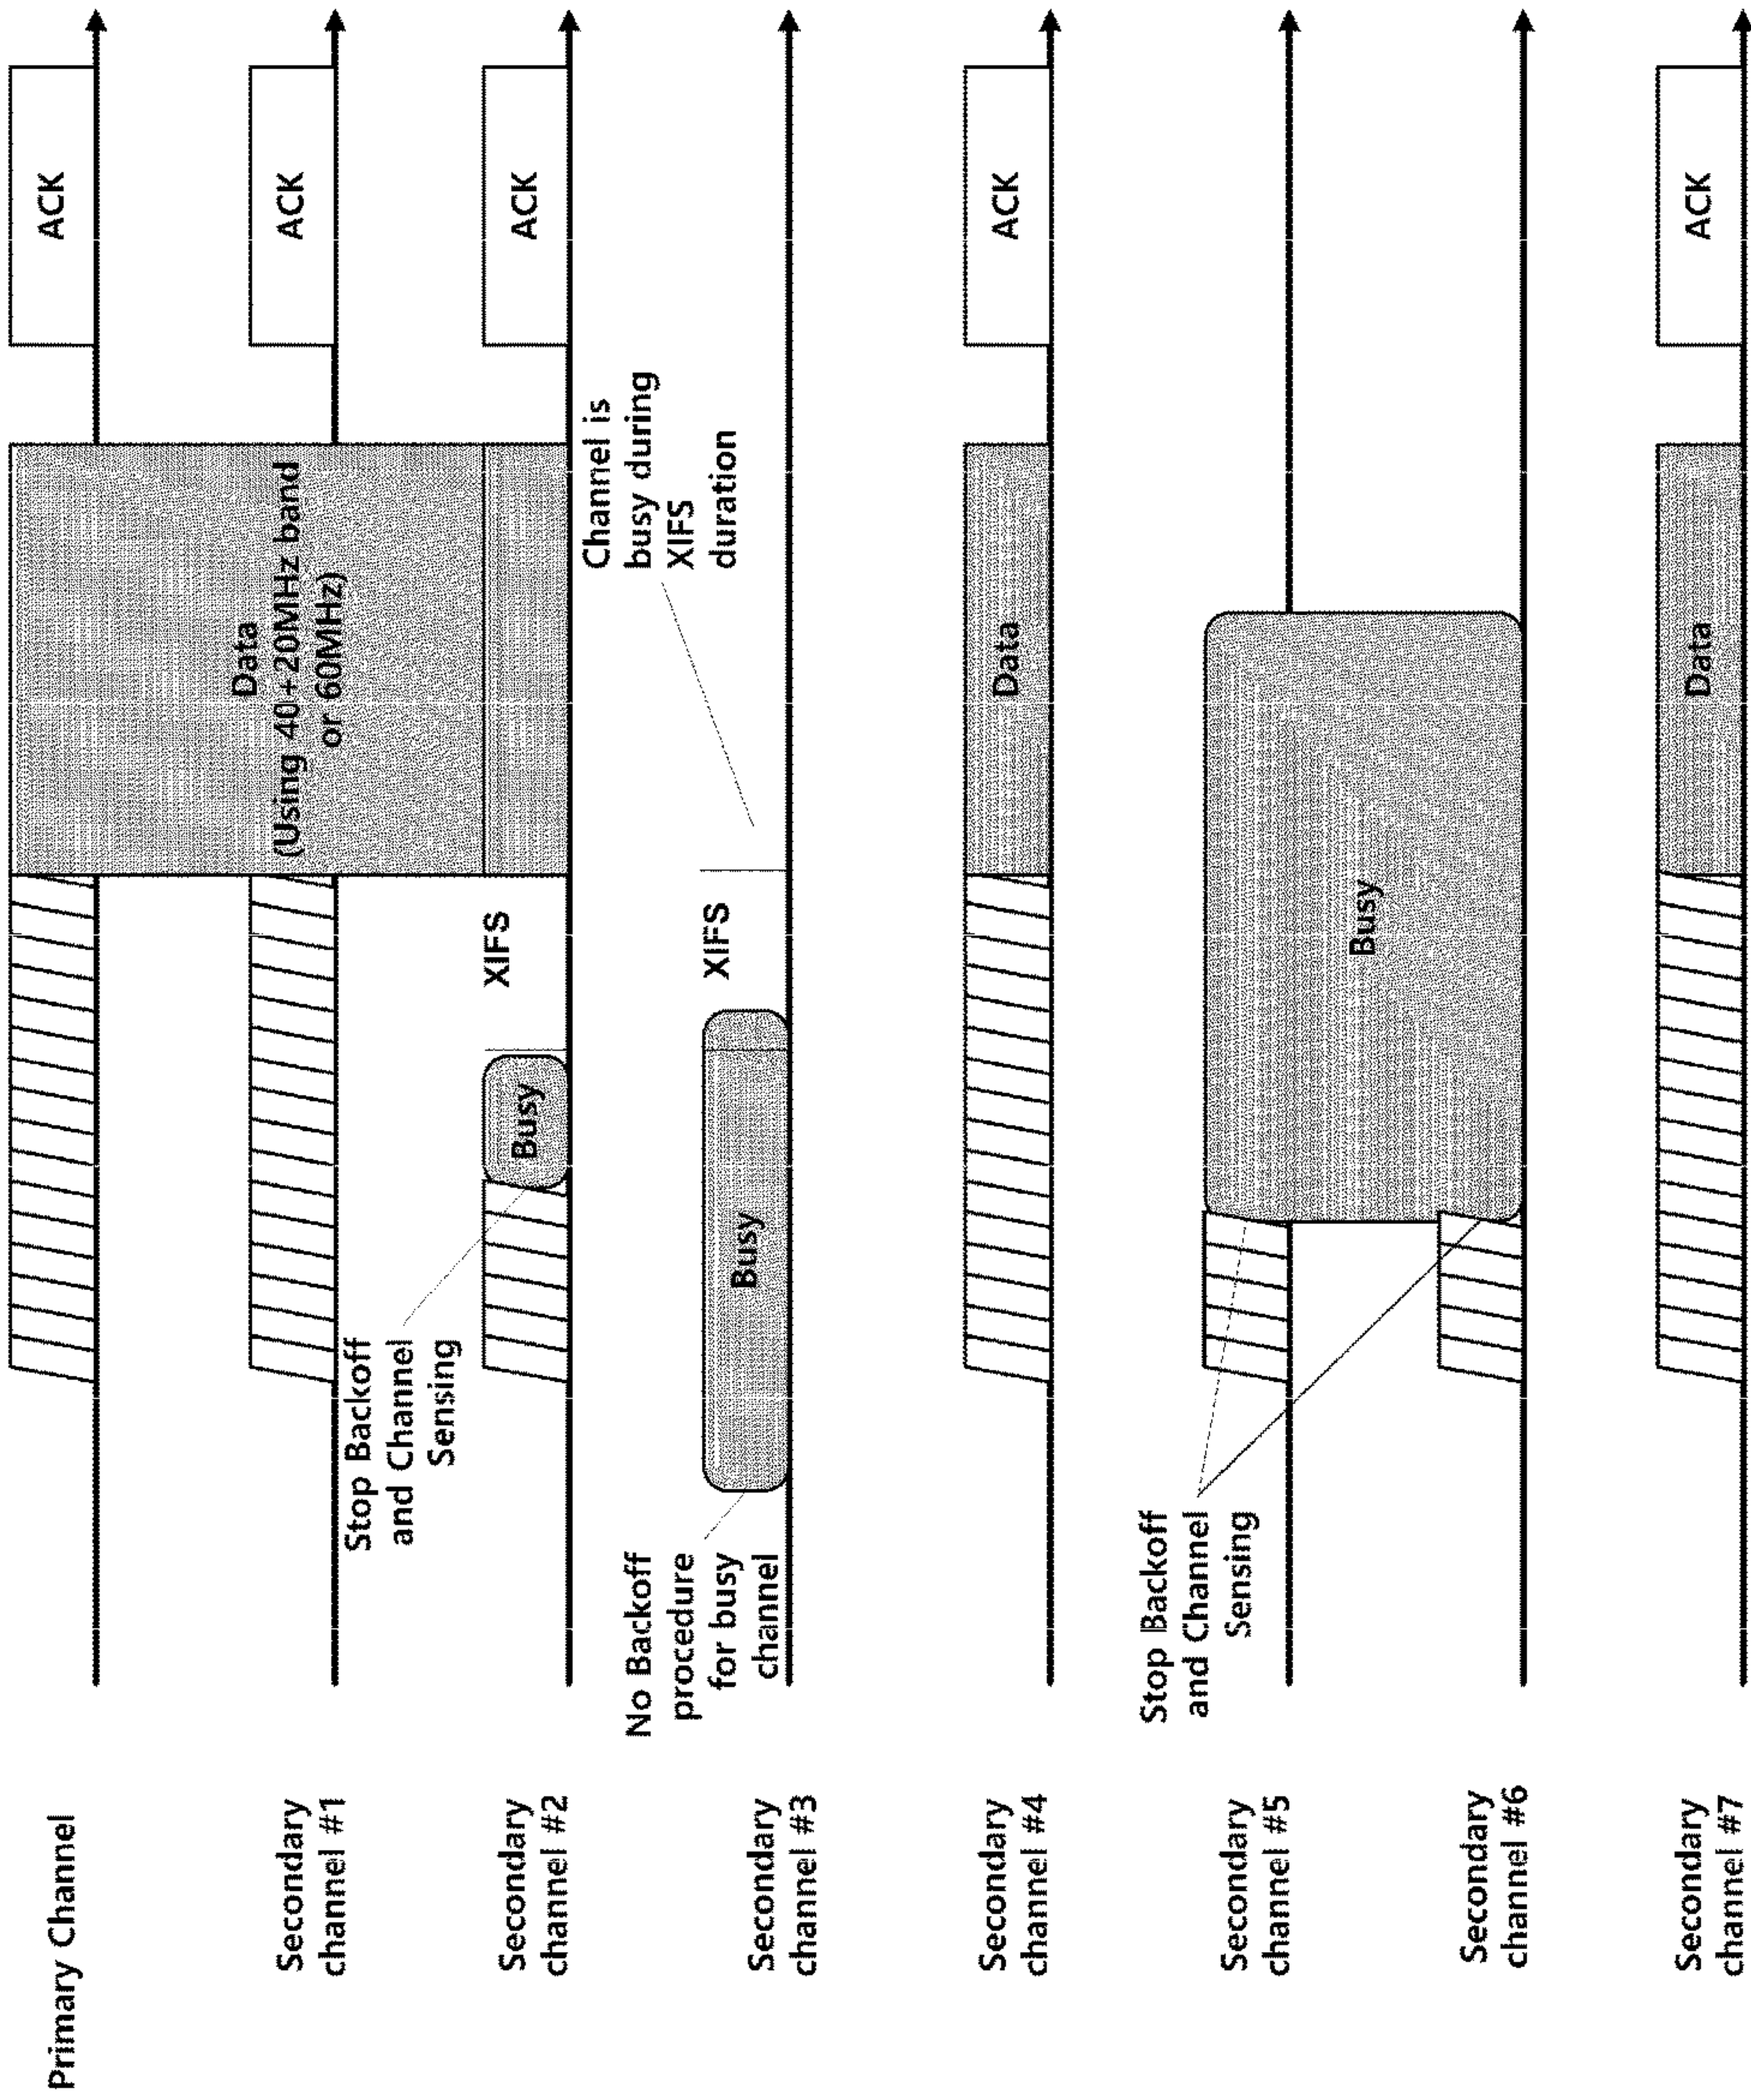 Primary Channel
ACK
Data
(Using 40+20MHz band
or 60MHz)
Secondary
channel #1
ACK
Stop Backoff
and Channel
Sensing
Secondary
channel #2
Busy
XIFS
ACK
Channel is
busy during
XIFS
duration
No Backoff
procedure
for busy
channel
Secondary
channel #3
Busy
XIFS
Secondary
channel #4
Data
ACK
Stop Backoff
and Channel
Sensing
Secondary
channel #5
Busy
Secondary
channel #6
Secondary
channel #7
Data
ACK